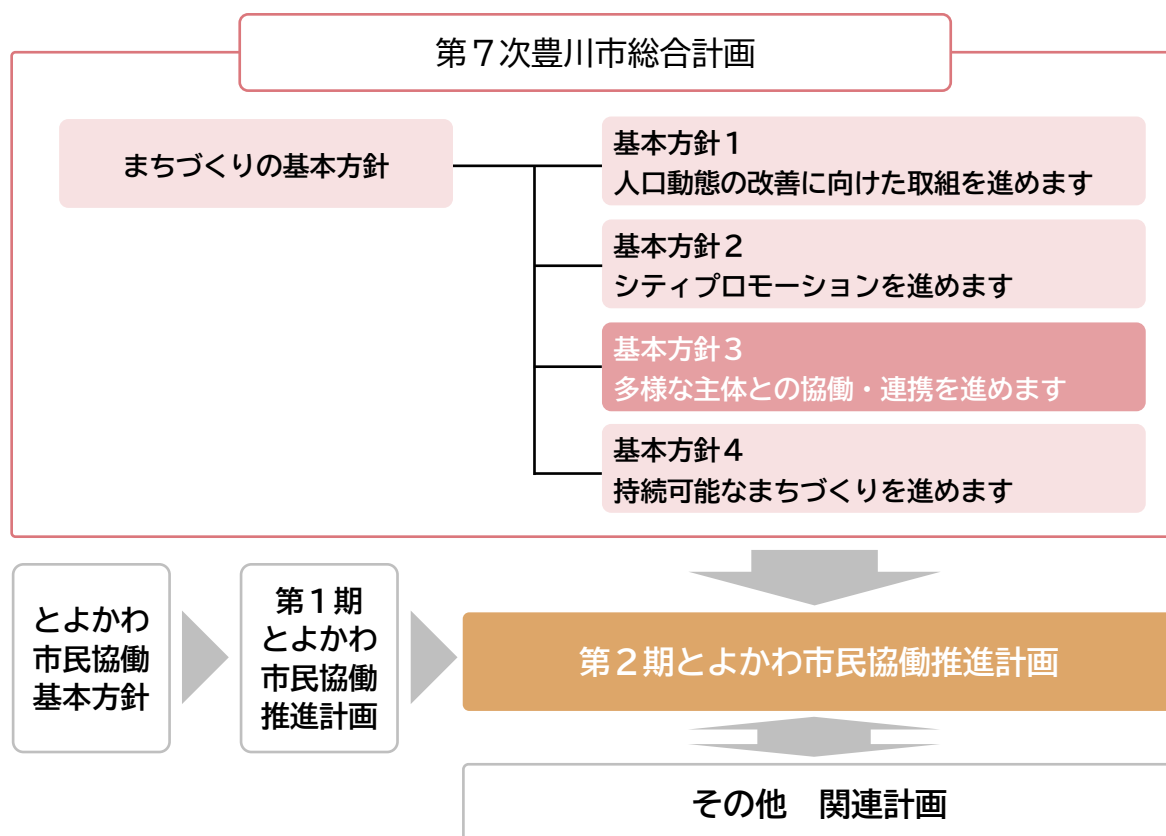 第７次豊川市総合計画
まちづくりの基本方針
基本方針１
人口動態の改善に向けた取組を進めます
基本方針２
シティプロモーションを進めます
基本方針３
多様な主体との協働・連携を進めます
基本方針４
持続可能なまちづくりを進めます
とよかわ
市民協働
基本方針
第１期
とよかわ
市民協働
推進計画
第２期とよかわ市民協働推進計画
その他　関連計画